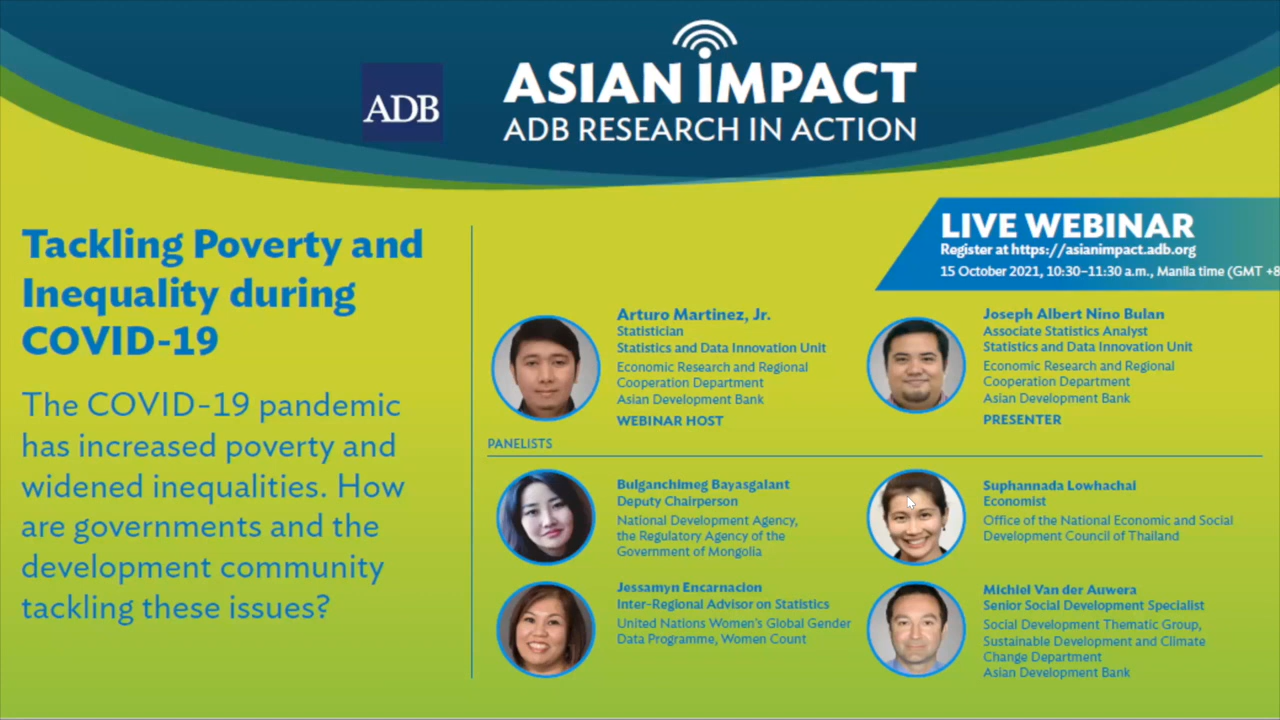 ADB
ASIAN iMPACT
ADB RESEARCH IN ACTION
LIVE WEBINAR
Register at https://asianimpact.adb.org
15 October 2021, 10:30–11:30 a.m., Manila time (GMT +8
Tackling Poverty and
Inequality during
COVID-19
The COVID-19 pandemic
has increased poverty and
widened inequalities. How
are governments and the
development community
tackling these issues?
Arturo Martinez, Jr.
Statistician
Statistics and Data Innovation Unit
Economic Research and Regional
Cooperation Department
Asian Development Bank
WEBINAR HOST
Joseph Albert Nino Bulan
Associate Statistics Analyst
Statistics and Data Innovation Unit
Economic Research and Regional
Cooperation Department
Asian Development Bank
PRESENTER
PANELISTS
Bulganchimeg Bayasgalant
Deputy Chairperson
National Development Agency,
the Regulatory Agency of the
Government of Mongolia
Suphannada Lowhachai
Economist
Office of the National Economic and Social
Development Council of Thailand
Jessamyn Encarnacion
Inter-Regional Advisor on Statistics
United Nations Women's Global Gender
Data Programme, Women Count
Michiel Van der Auwera
Senior Social Development Specialist
Social Development Thematic Group,
Sustainable Development and Climate
Change Department
Asian Development Bank